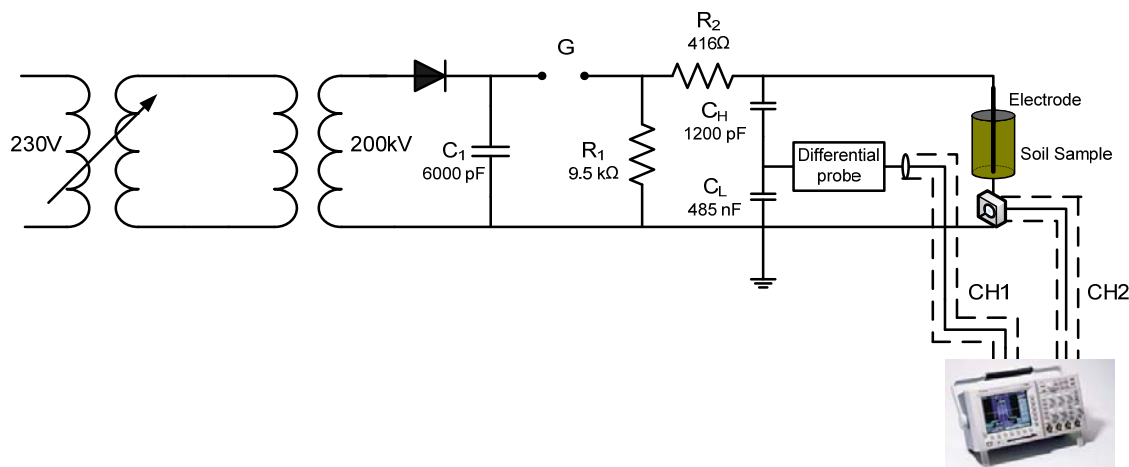 230V
200kV
C1
6000 pF
G
R1
9.5 kΩ
R2
416Ω
CH
1200 pF
CL
485 nF
Differential
probe
Electrode
Soil Sample
CH1
CH2